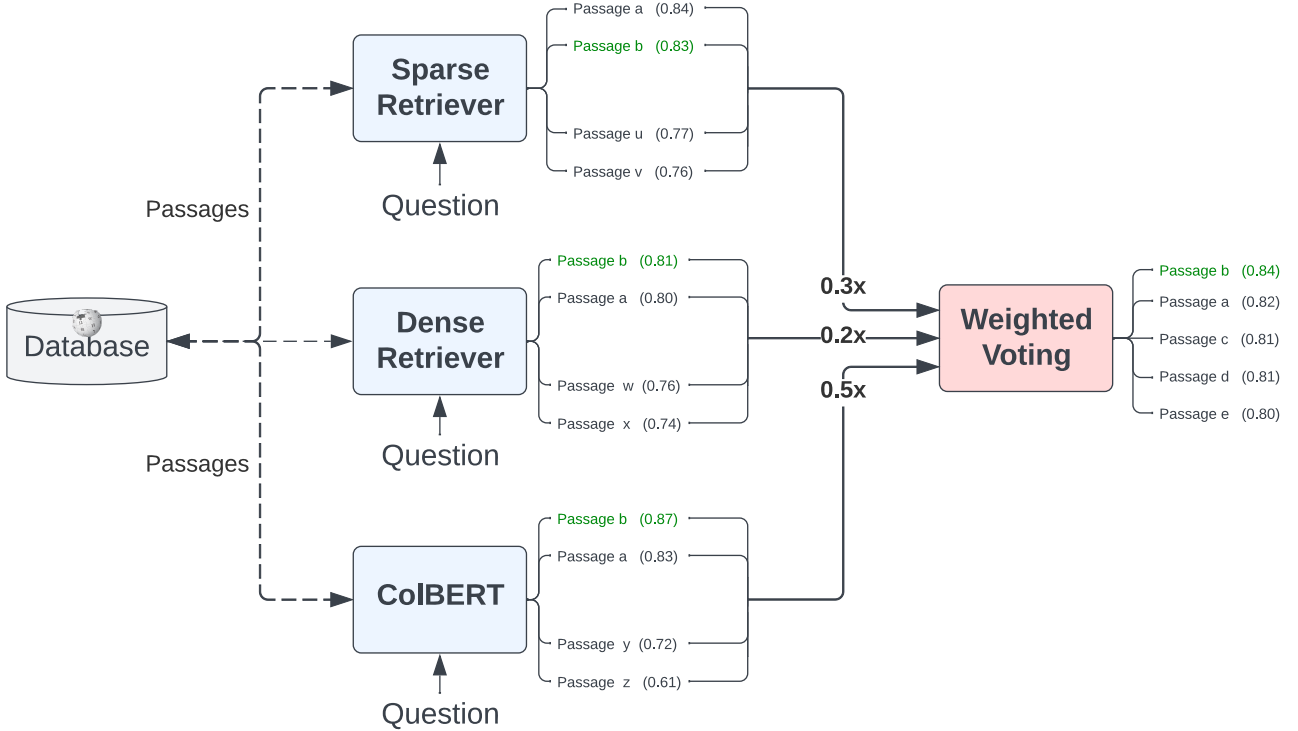 Passage a (0.84)
Passage b (0.83)
Sparse
Retriever
Passage u (0.77)
Passage v (0.76)
Question
Passages
Passage b (0.81)
Passage a (0.80)
Dense
Retriever
Passage w (0.76)
Passage x (0.74)
Question
Database
0.3x
0.2x
0.5x
Weighted
Voting
Passage b (0.84)
Passage a (0.82)
Passage c (0.81)
Passage d (0.81)
Passage e (0.80)
Passages
Passage b (0.87)
Passage a (0.83)
ColBERT
Passage y (0.72)
Passage z (0.61)
Question